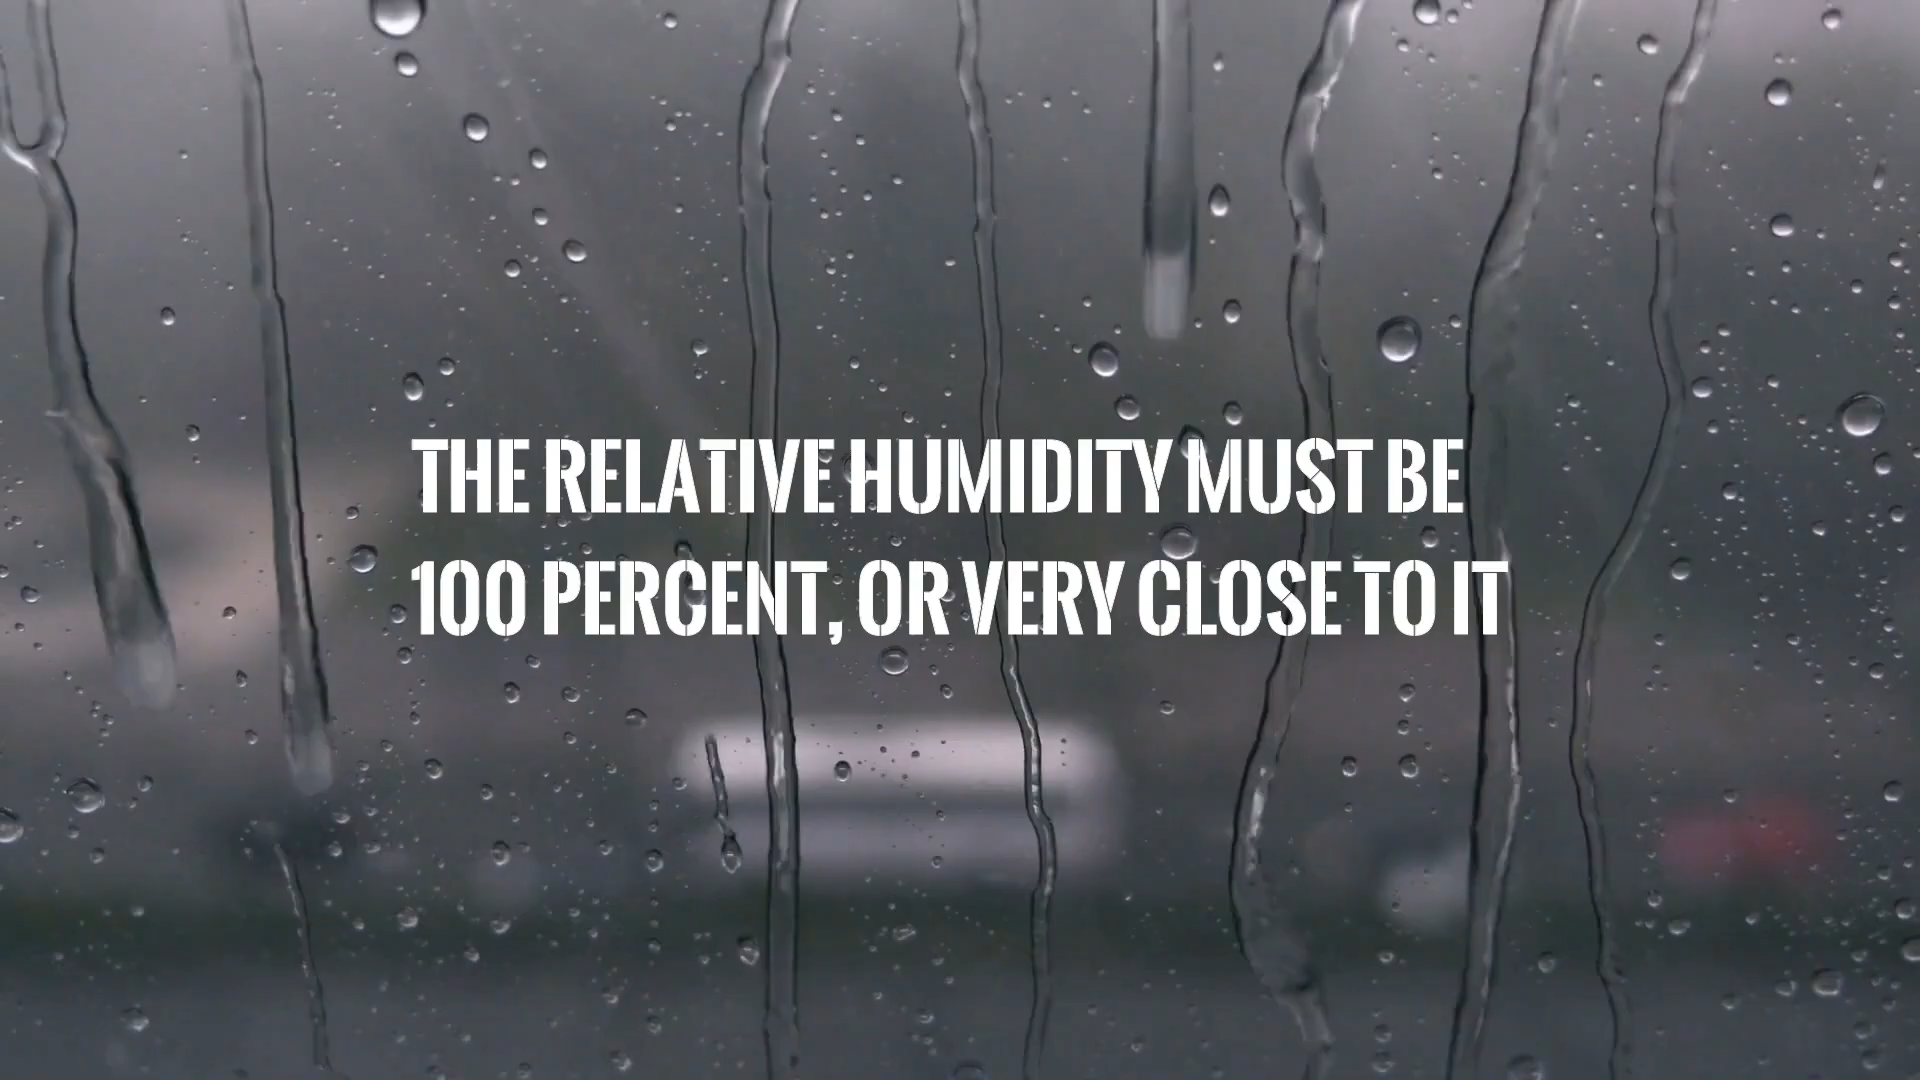 THE RELATIVE HUMIDITY MUST BE
100 PERCENT, OR VERY CLOSE TO IT